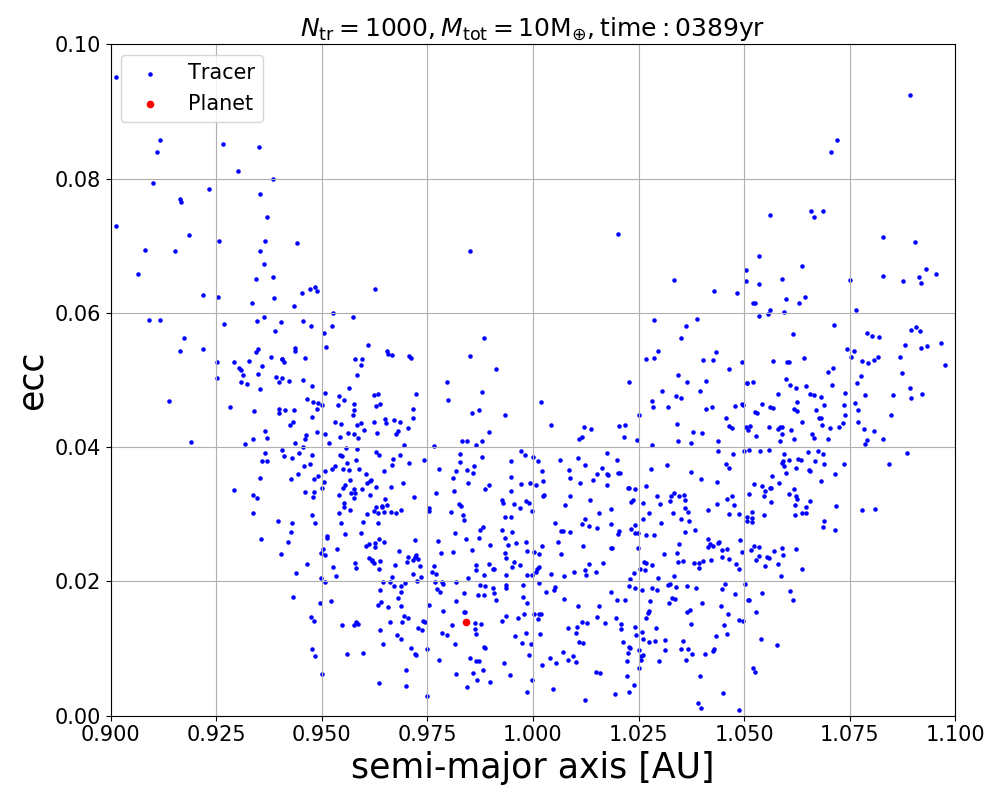 N_tr = 1000, M_tot = 10M_⊕, time : 0389yr
Tracer
Planet
ecc
0.10
0.08
0.06
0.04
0.02
0.00
0.900 0.925 0.950 0.975 1.000 1.025 1.050 1.075 1.100
semi-major axis [AU]